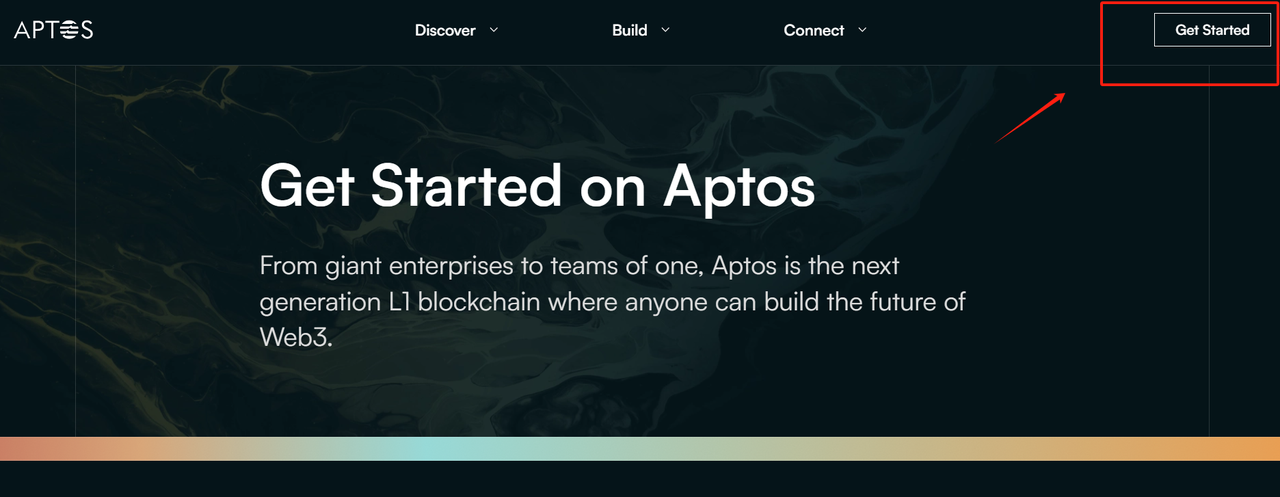 APTOS
Discover
Build
Connect
Get Started
Get Started on Aptos
From giant enterprises to teams of one, Aptos is the next
generation L1 blockchain where anyone can build the future of
Web3.